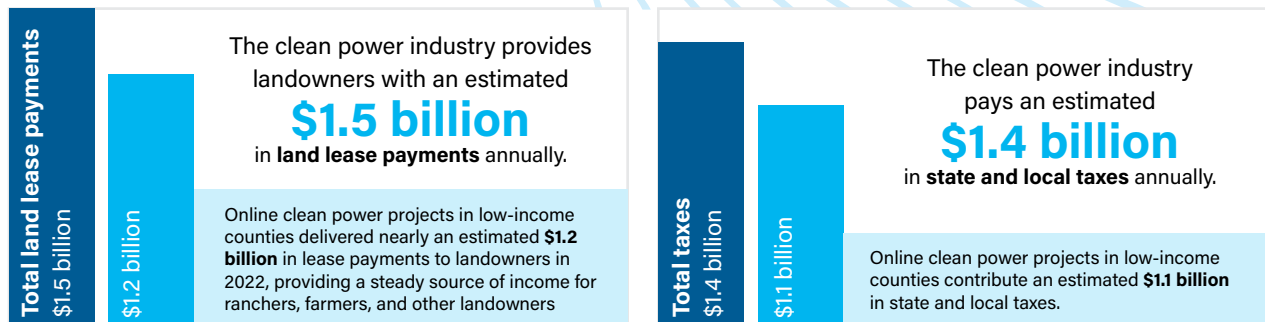 Total land lease payments
$1.5 billion
$1.2 billion
The clean power industry provides
landowners with an estimated
$1.5 billion
in land lease payments annually.
Online clean power projects in low-income
counties delivered nearly an estimated $1.2
billion in lease payments to landowners in
2022, providing a steady source of income for
ranchers, farmers, and other landowners
Total taxes
$1.4 billion
$1.1 billion
The clean power industry
pays an estimated
$1.4 billion
in state and local taxes annually.
Online clean power projects in low-income
counties contribute an estimated $1.1 billion
in state and local taxes.